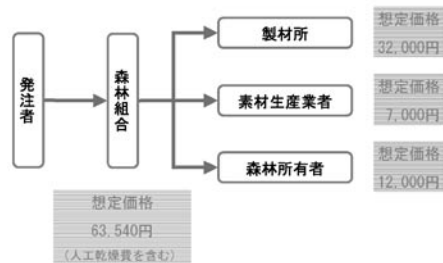 発注者
森林組合
製材所
素材生産業者
森林所有者
想定価格
32,000円
想定価格
7,000円
想定価格
12,000円
想定価格
63,540円
(人工乾燥費を含む)